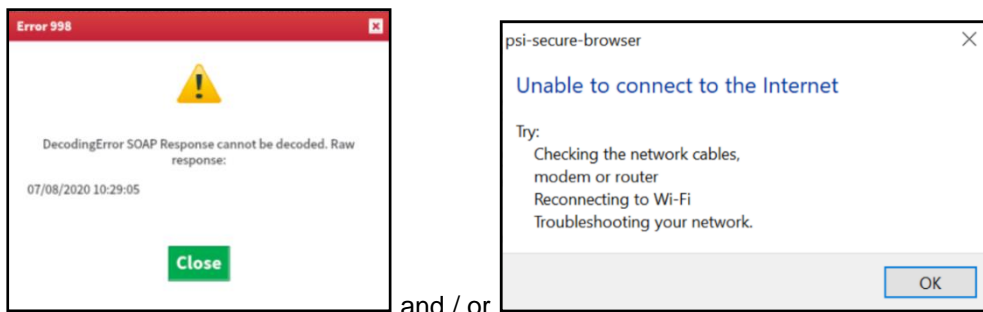 Error 998
DecodingError SOAP Response cannot be decoded. Raw
response:
07/08/2020 10:29:05
Close
and / or
psi-secure-browser
Unable to connect to the Internet
Try:
Checking the network cables,
modem or router
Reconnecting to Wi-Fi
Troubleshooting your network.
OK